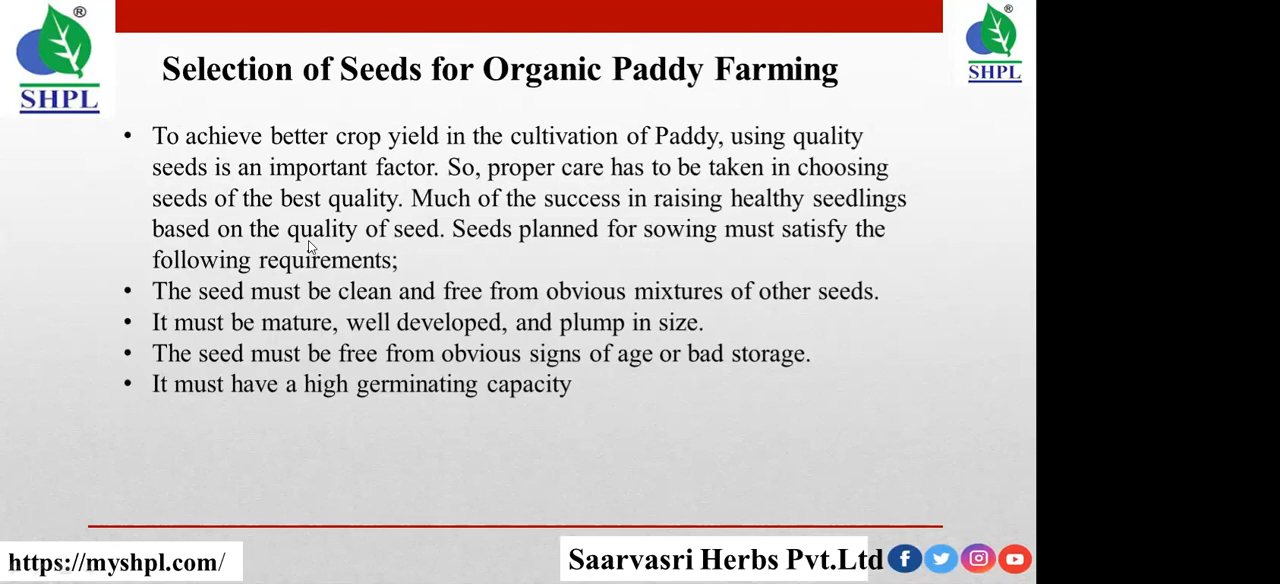 ®
SHPL
®
SHPL
Selection of Seeds for Organic Paddy Farming
• To achieve better crop yield in the cultivation of Paddy, using quality
seeds is an important factor. So, proper care has to be taken in choosing
seeds of the best quality. Much of the success in raising healthy seedlings
based on the quality of seed. Seeds planned for sowing must satisfy the
following requirements;
• The seed must be clean and free from obvious mixtures of other seeds.
• It must be mature, well developed, and plump in size.
• The seed must be free from obvious signs of age or bad storage.
• It must have a high germinating capacity
https://myshpl.com/
Saarvasri Herbs Pvt.Ltd